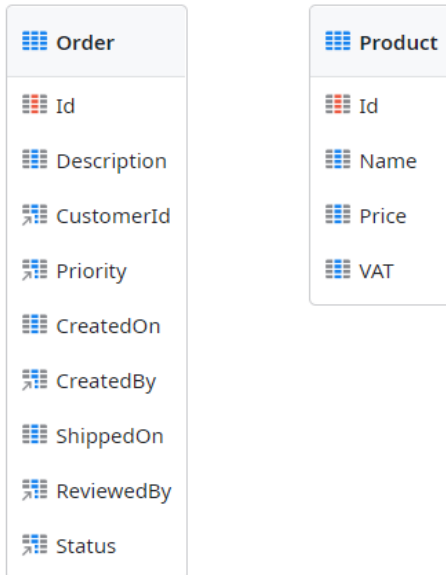 Order
Id
Description
CustomerId
Priority
CreatedOn
CreatedBy
ShippedOn
ReviewedBy
Status
Product
Id
Name
Price
VAT